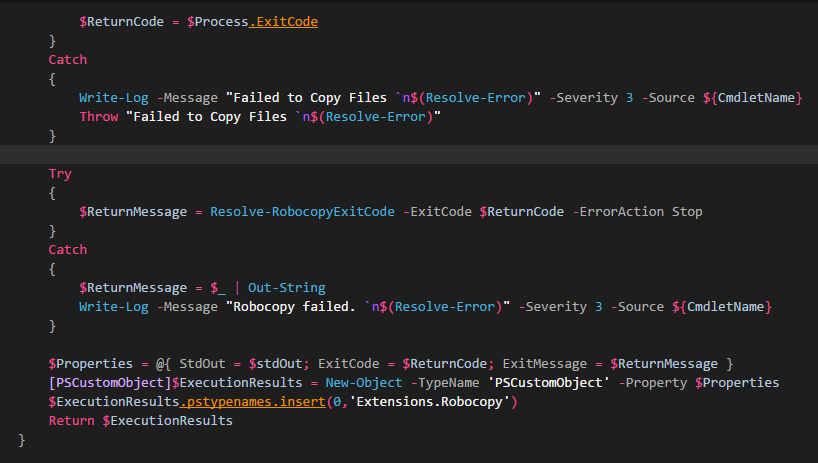 $ReturnCode = $Process.ExitCode
}
Catch
{
Write-Log -Message "Failed to Copy Files `n$(Resolve-Error)" -Severity 3 -Source ${CmdletName}
Throw "Failed to Copy Files `n$(Resolve-Error)"
}
Try
{
$ReturnMessage = Resolve-RobocopyExitCode -ExitCode $ReturnCode -ErrorAction Stop
}
Catch
{
$ReturnMessage = $_ | Out-String
Write-Log -Message "Robocopy failed. `n$(Resolve-Error)" -Severity 3 -Source ${CmdletName}
}
$Properties = @{ StdOut = $stdOut; ExitCode = $ReturnCode; ExitMessage = $ReturnMessage }
[PSCustomObject]$ExecutionResults = New-Object -TypeName 'PSCustomObject' -Property $Properties
$ExecutionResults.pstypenames.insert(0,'Extensions.Robocopy')
Return $ExecutionResults
}